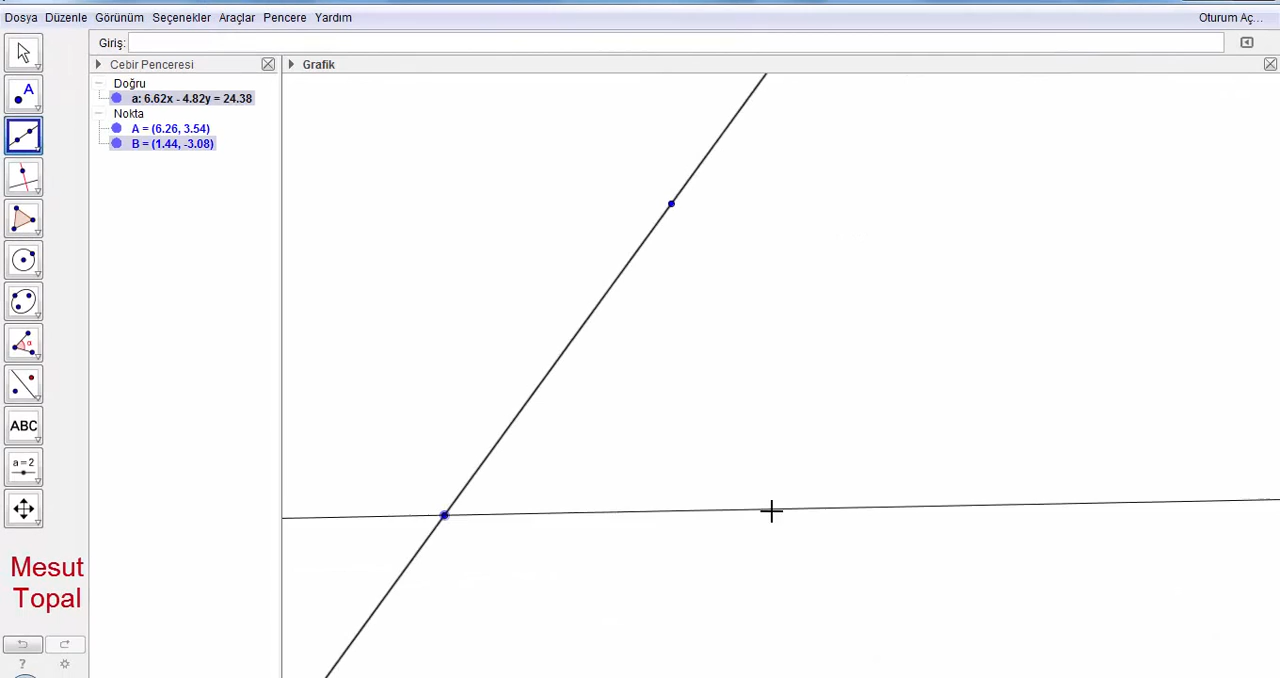 Dosya Düzenle Görünüm Seçenekler Araçlar Pencere Yardım Oturum Aç...
Giriş:
Cebir Penceresi
Grafik
Doğru
a: 6.62x - 4.82y = 24.38
Nokta
A = (6.26, 3.54)
B = (1.44, -3.08)
A
α
ABC
a = 2
Mesut
Topal
?